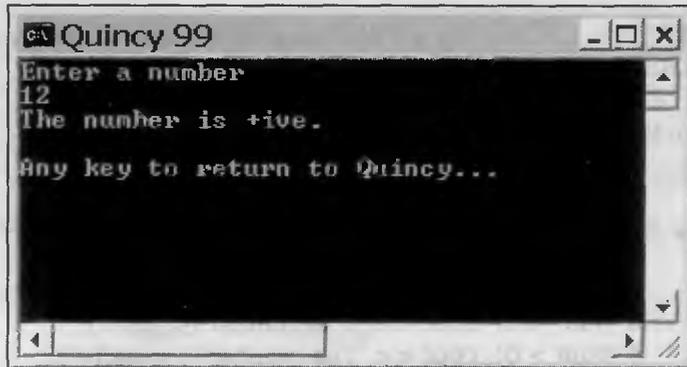 Quincy 99
Enter a number
12
The number is +ive.
Any key to return to Quincy...